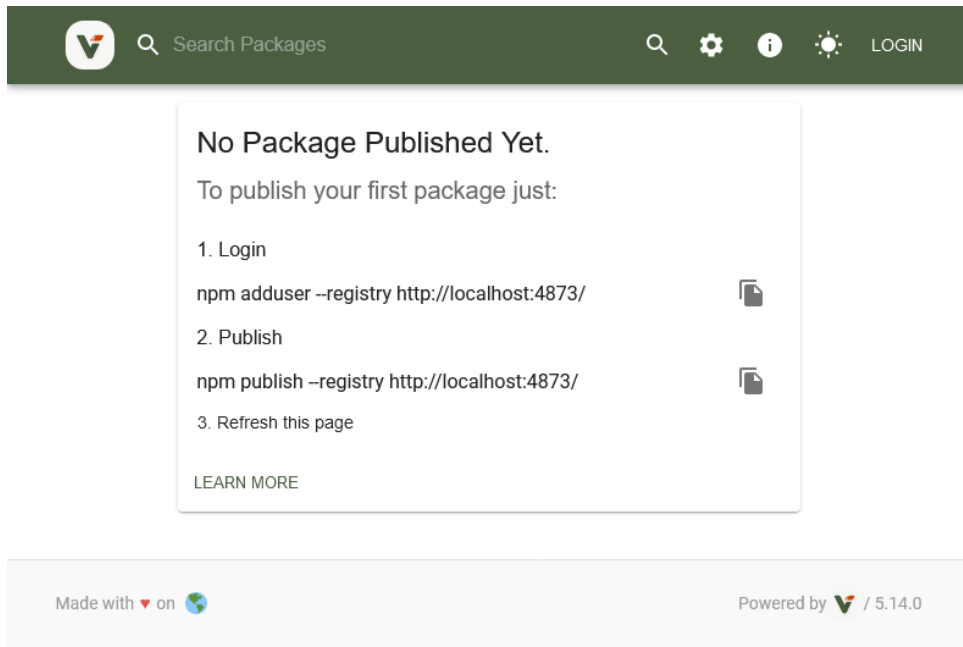 Search Packages
LOGIN
No Package Published Yet.
To publish your first package just:
1. Login
npm adduser --registry http://localhost:4873/
2. Publish
npm publish --registry http://localhost:4873/
3. Refresh this page
LEARN MORE
Made with ♥ on 🌎
Powered by / 5.14.0